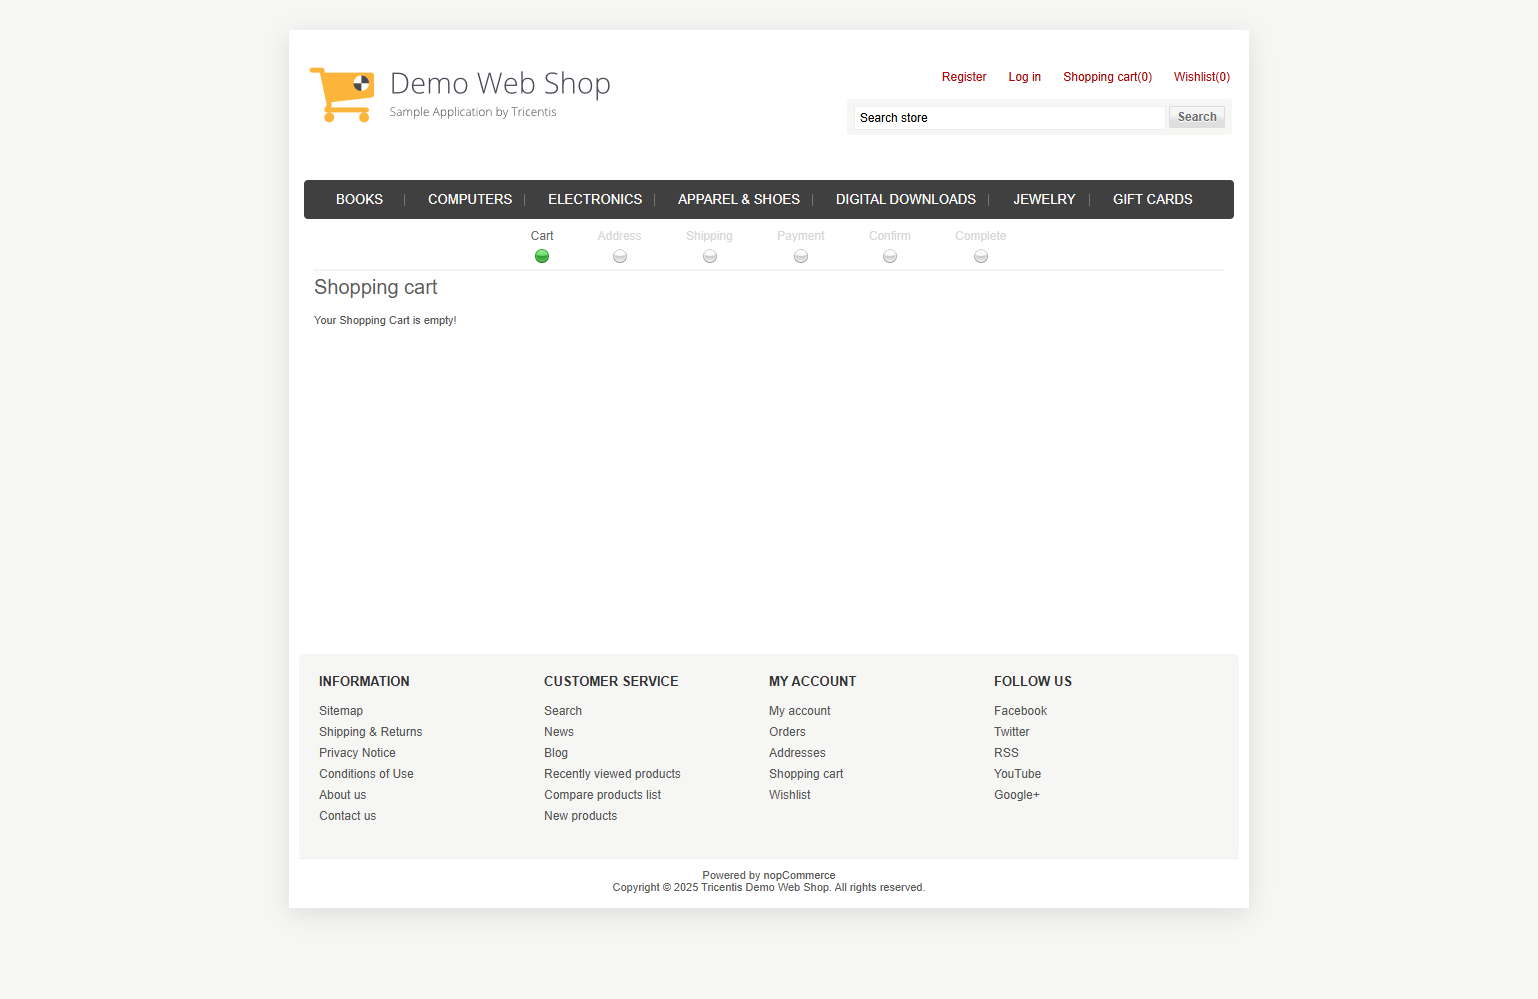 Demo Web Shop
Sample Application by Tricentis
Register Log in Shopping cart(0) Wishlist(0)
Search store Search
BOOKS COMPUTERS ELECTRONICS APPAREL & SHOES DIGITAL DOWNLOADS JEWELRY GIFT CARDS
Cart Address Shipping Payment Confirm Complete
Shopping cart
Your Shopping Cart is empty!
INFORMATION
Sitemap
Shipping & Returns
Privacy Notice
Conditions of Use
About us
Contact us
CUSTOMER SERVICE
Search
News
Blog
Recently viewed products
Compare products list
New products
MY ACCOUNT
My account
Orders
Addresses
Shopping cart
Wishlist
FOLLOW US
Facebook
Twitter
RSS
YouTube
Google+
Powered by nopCommerce
Copyright © 2025 Tricentis Demo Web Shop. All rights reserved.